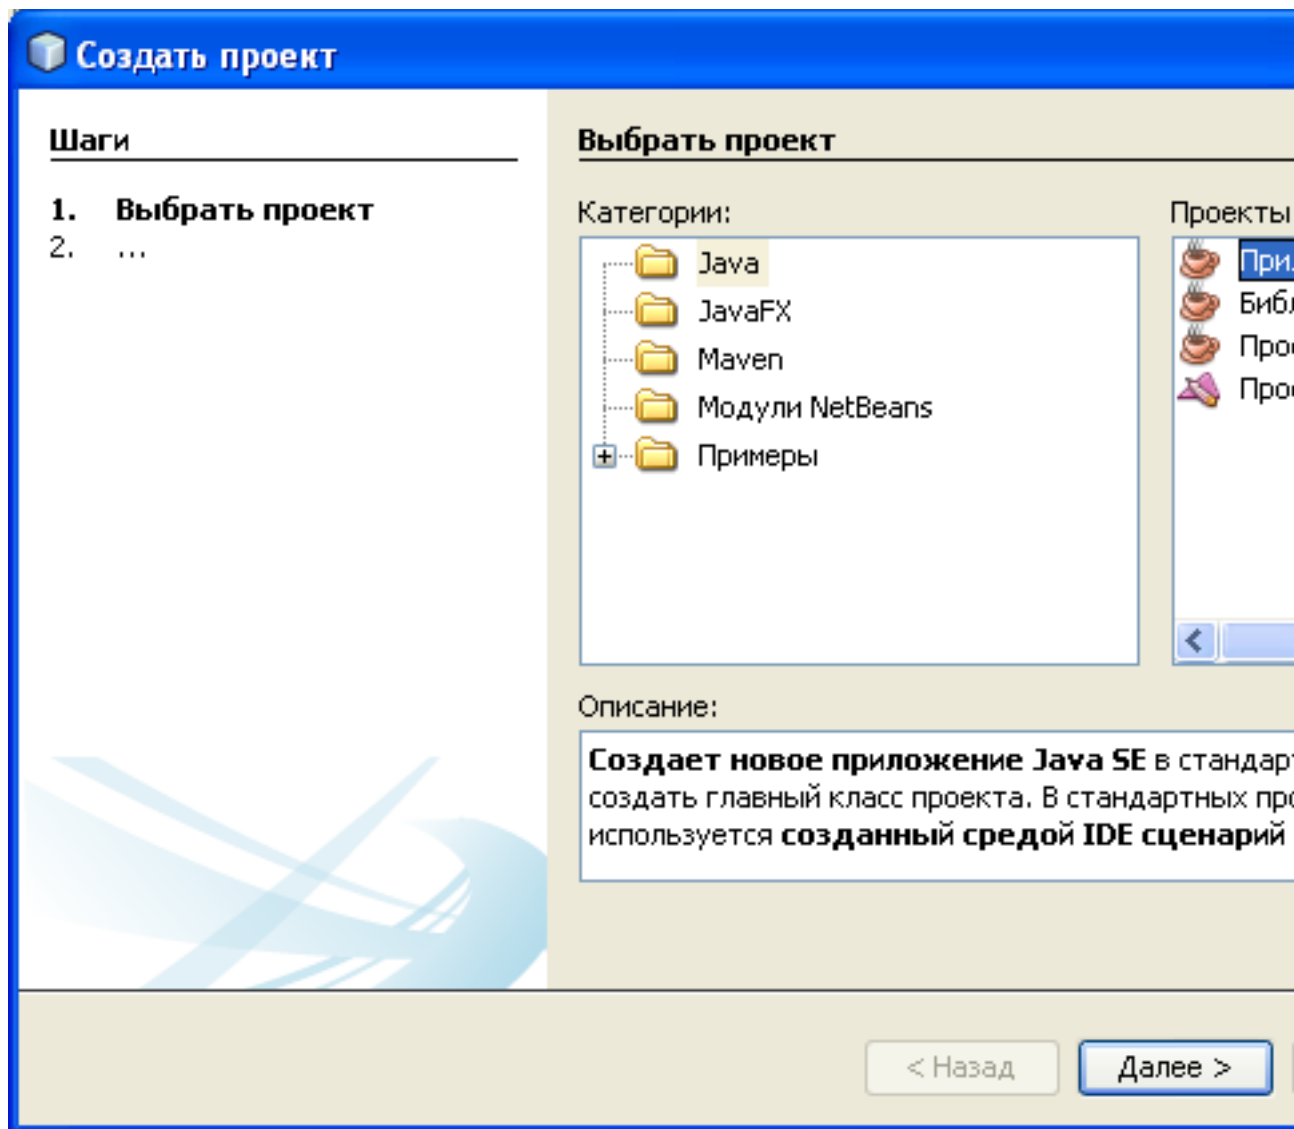 Создать проект
Шаги
1. Выбрать проект
2. ...
Выбрать проект
Категории:
Java
JavaFX
Maven
Модули NetBeans
Примеры
Проекты
Описание:
Создает новое приложение Java SE в
создать главный класс проекта. В стандартных
используется созданный средой IDE сценарий
< Назад
Далее >